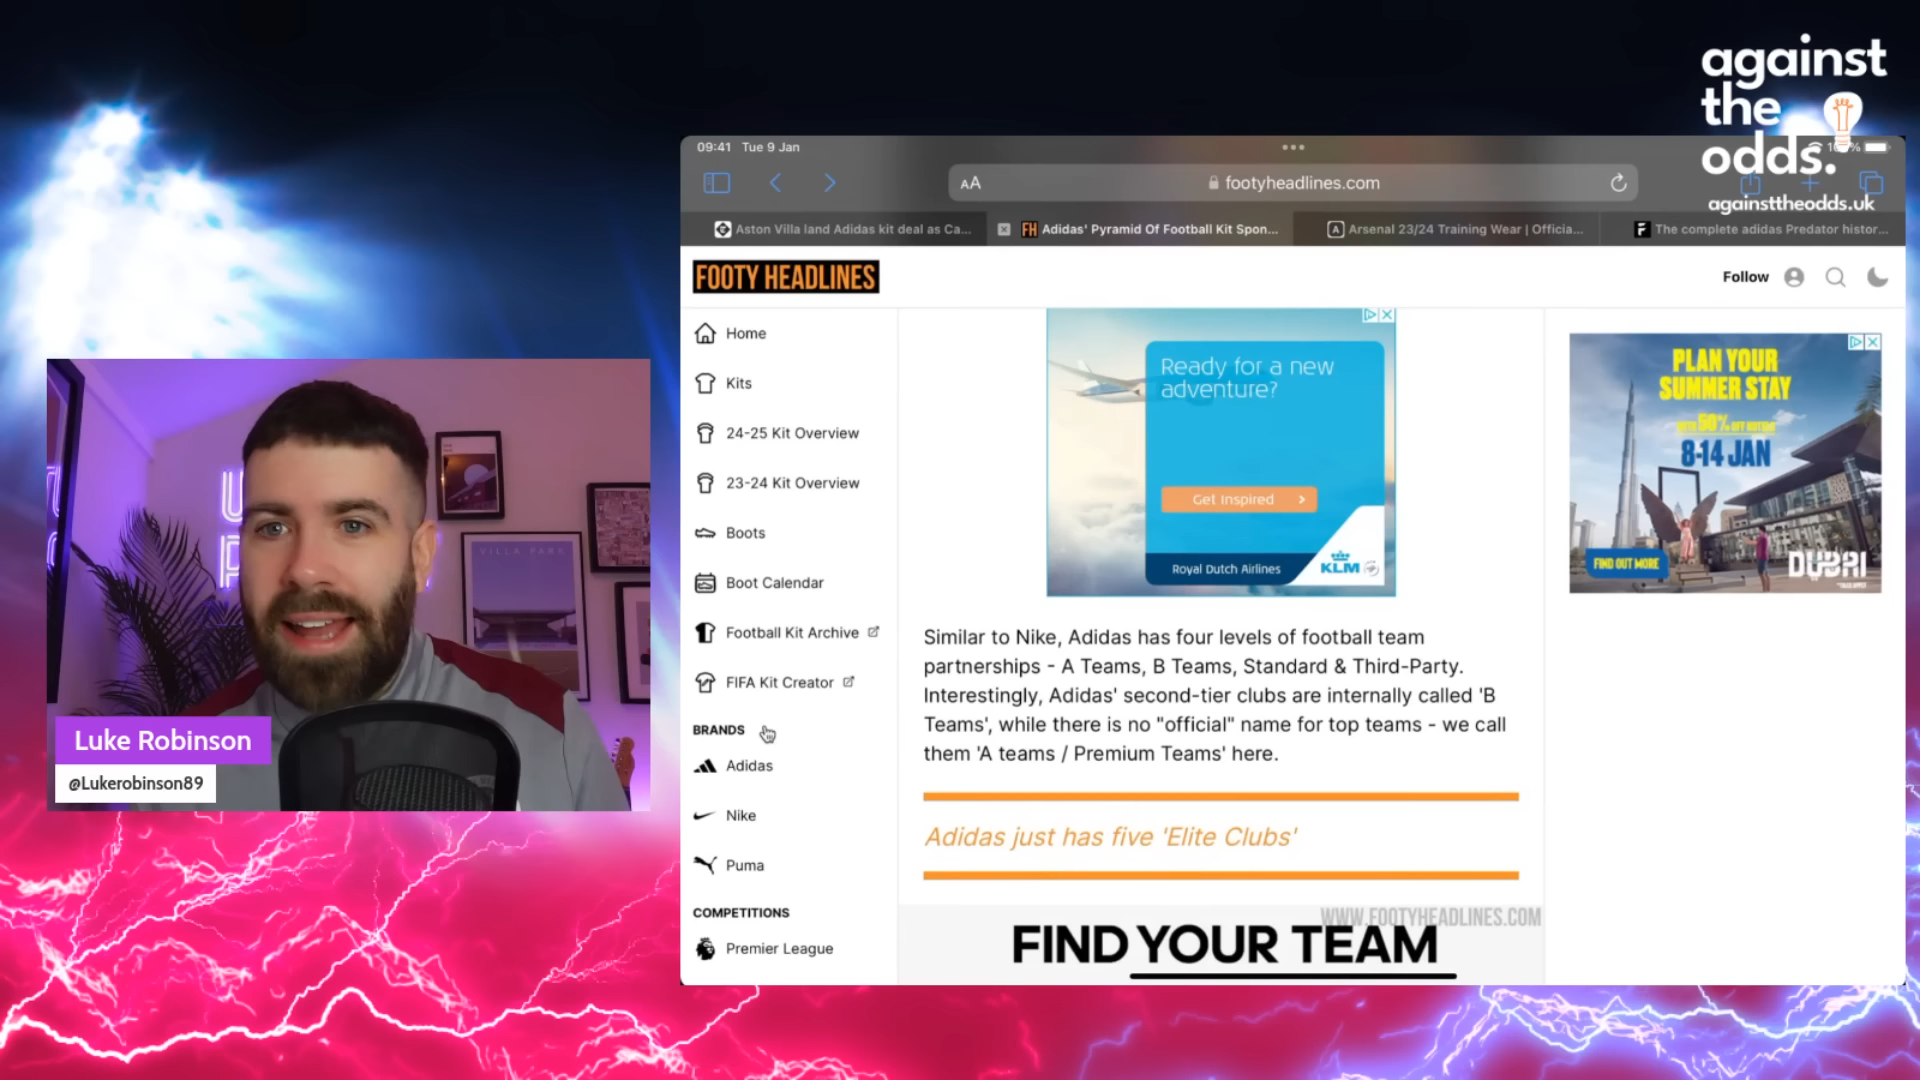 against
the
odds.
againsttheodds.uk
09:41 Tue 9 Jan
AA
footyheadlines.com
Aston Villa land Adidas kit deal as Ca...
FH Adidas' Pyramid Of Football Kit Spon...
A Arsenal 23/24 Training Wear | Officia...
F The complete adidas Predator histor...
FOOTY HEADLINES
Follow
Home
Kits
24-25 Kit Overview
23-24 Kit Overview
Boots
Boot Calendar
Football Kit Archive
FIFA Kit Creator
BRANDS
Adidas
Nike
Puma
COMPETITIONS
Premier League
Ready for a new
adventure?
Get Inspired
Royal Dutch Airlines
KLM
PLAN YOUR
SUMMER STAY
8-14 JAN
FIND OUT MORE
DUBAI
Similar to Nike, Adidas has four levels of football team
partnerships - A Teams, B Teams, Standard & Third-Party.
Interestingly, Adidas' second-tier clubs are internally called 'B
Teams', while there is no "official" name for top teams - we call
them 'A teams / Premium Teams' here.
Adidas just has five 'Elite Clubs'
WWW.FOOTYHEADLINES.COM
FIND YOUR TEAM
VILLA PARK
Luke Robinson
@Lukerobinson89